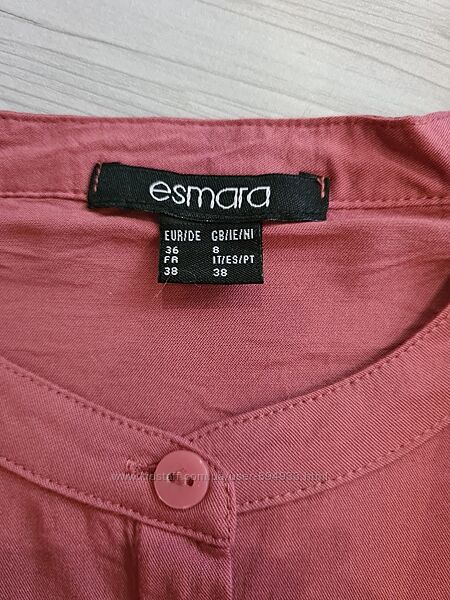 esmara
EUR/DE GB/IE/NI
36 8
FR IT/ES/PT
38 38